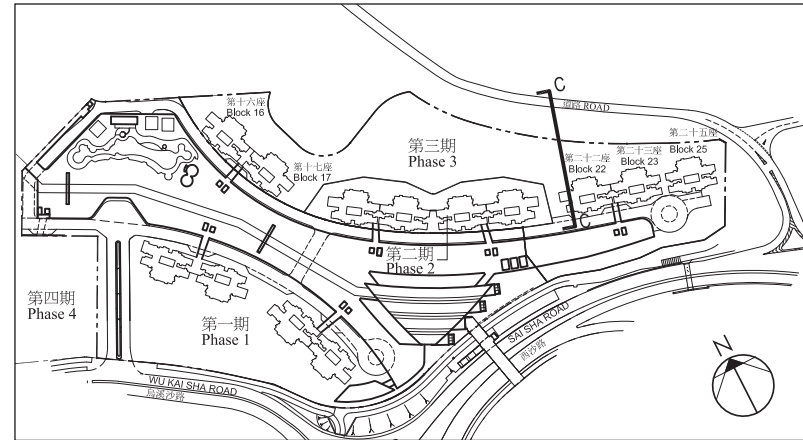 C
道路 ROAD
第十六座
Block 16
第二十五座
Block 25
第二十三座
Block 23
第二十二座
Block 22
第三期
Phase 3
第十七座
Block 17
C
第二期
Phase 2
第四期
Phase 4
第一期
Phase 1
SAI SHA ROAD
西沙路
WU KAI SHA ROAD
烏溪沙路
N